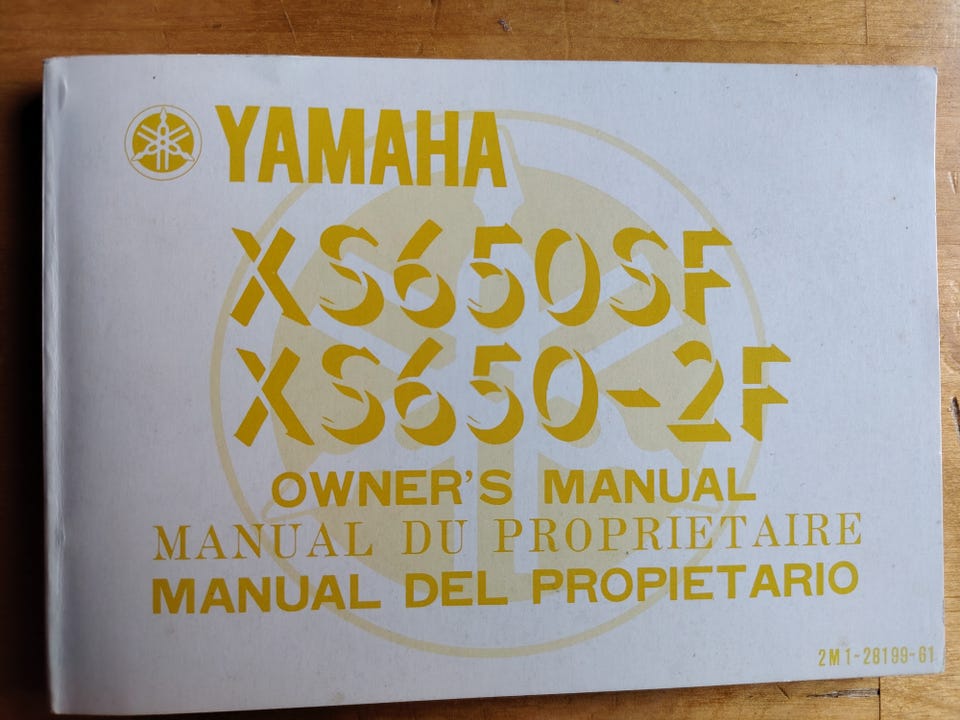 YAMAHA
XS650SF
XS650-2F
OWNER'S MANUAL
MANUAL DU PROPRIETAIRE
MANUAL DEL PROPIETARIO
2M1-28199-61